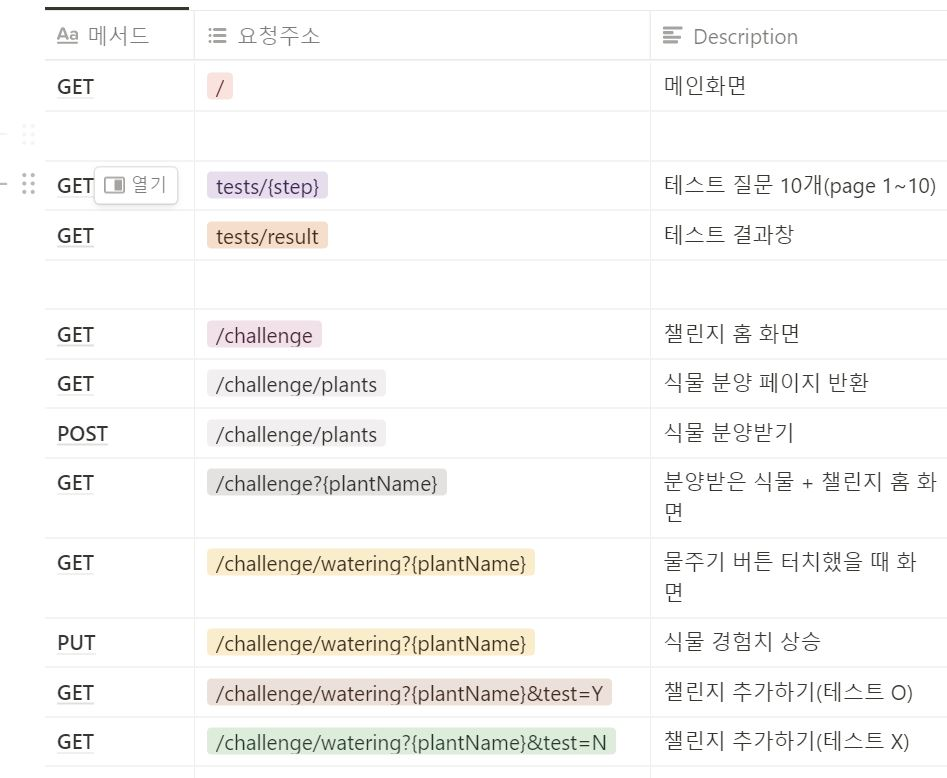 Aa 메서드 요청주소 Description
GET / 메인화면
GET 열기 tests/{step} 테스트 질문 10개(page 1~10)
GET tests/result 테스트 결과창
GET /challenge 챌린지 홈 화면
GET /challenge/plants 식물 분양 페이지 반환
POST /challenge/plants 식물 분양받기
GET /challenge?{plantName} 분양받은 식물 + 챌린지 홈 화
면
GET /challenge/watering?{plantName} 물주기 버튼 터치했을 때 화
면
PUT /challenge/watering?{plantName} 식물 경험치 상승
GET /challenge/watering?{plantName}&test=Y 챌린지 추가하기(테스트 O)
GET /challenge/watering?{plantName}&test=N 챌린지 추가하기(테스트 X)